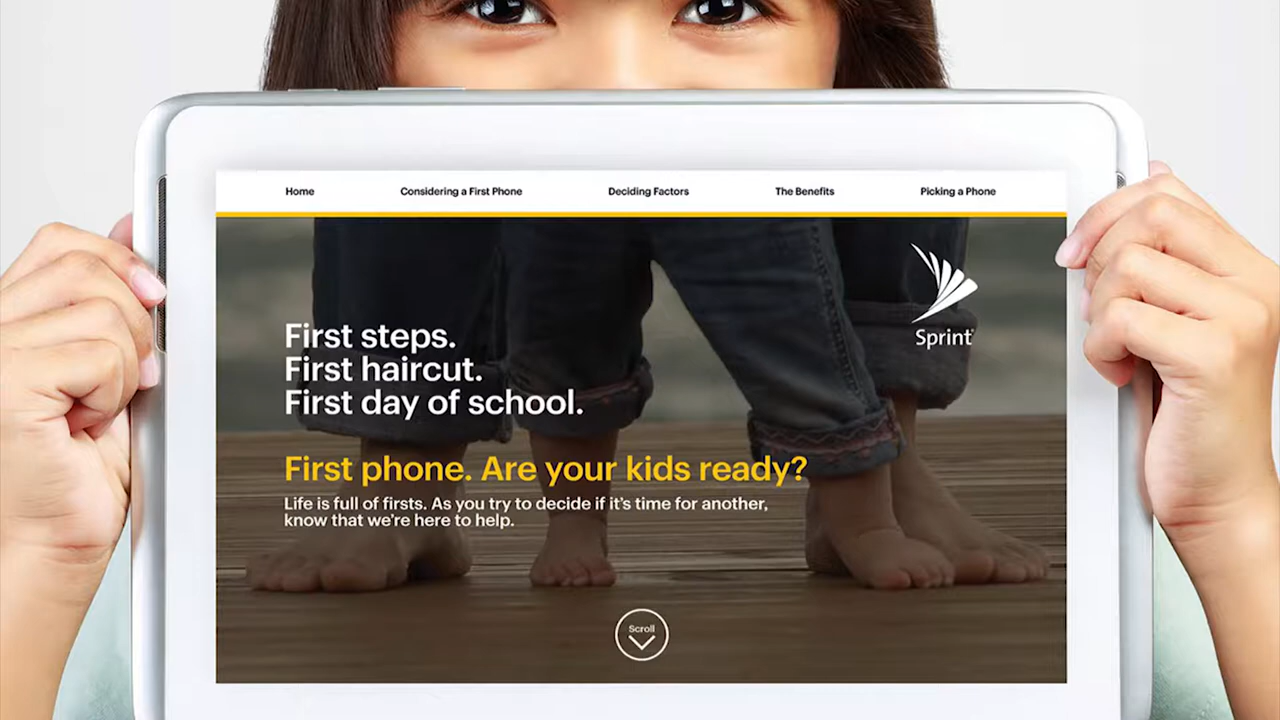 Home
Considering a First Phone
Deciding Factors
The Benefits
Picking a Phone
Sprint
First steps.
First haircut.
First day of school.
First phone. Are your kids ready?
Life is full of firsts. As you try to decide if it's time for another,
know that we're here to help.
Scroll